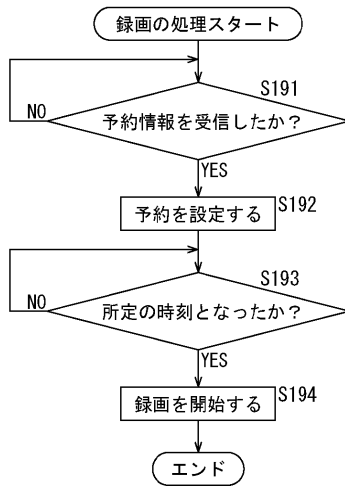 録画の処理スタート
S191
予約情報を受信したか？
NO
YES
予約を設定する
S192
S193
所定の時刻となったか？
NO
YES
録画を開始する
S194
エンド